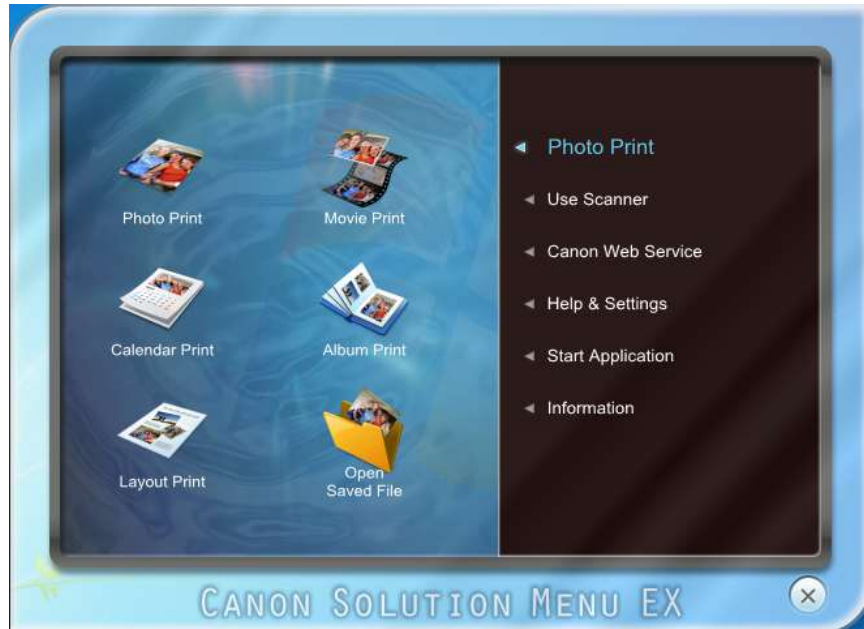 Photo Print
Movie Print
Calendar Print
Album Print
Layout Print
Open
Saved File
Photo Print
Use Scanner
Canon Web Service
Help & Settings
Start Application
Information
CANON SOLUTION MENU EX